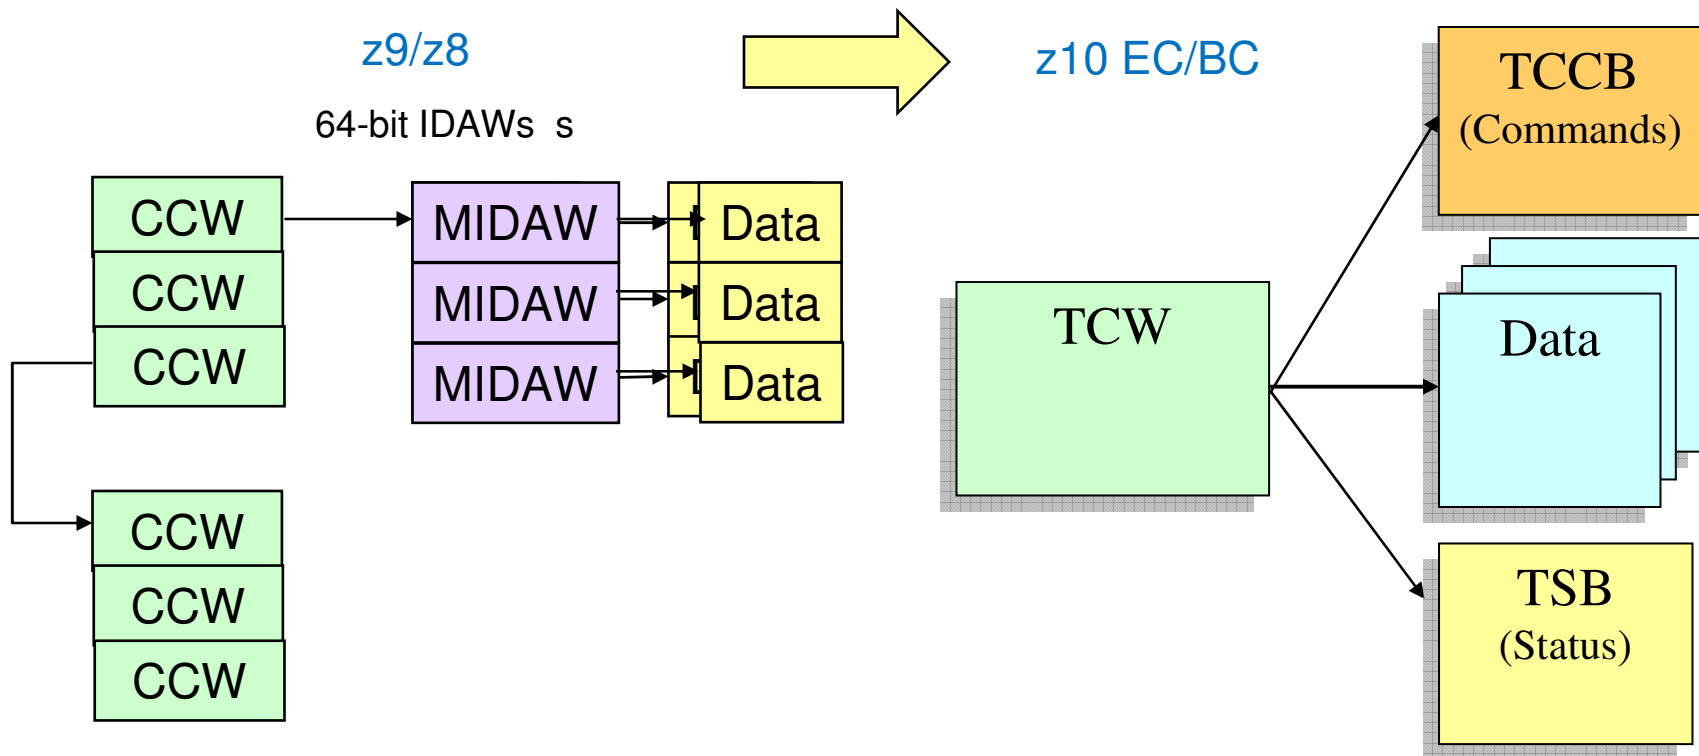 z9/z8
64-bit IDAWs s
CCW
CCW
CCW
CCW
CCW
CCW
MIDAW
MIDAW
MIDAW
Data
Data
Data
z10 EC/BC
TCW
TCCB
(Commands)
Data
TSB
(Status)